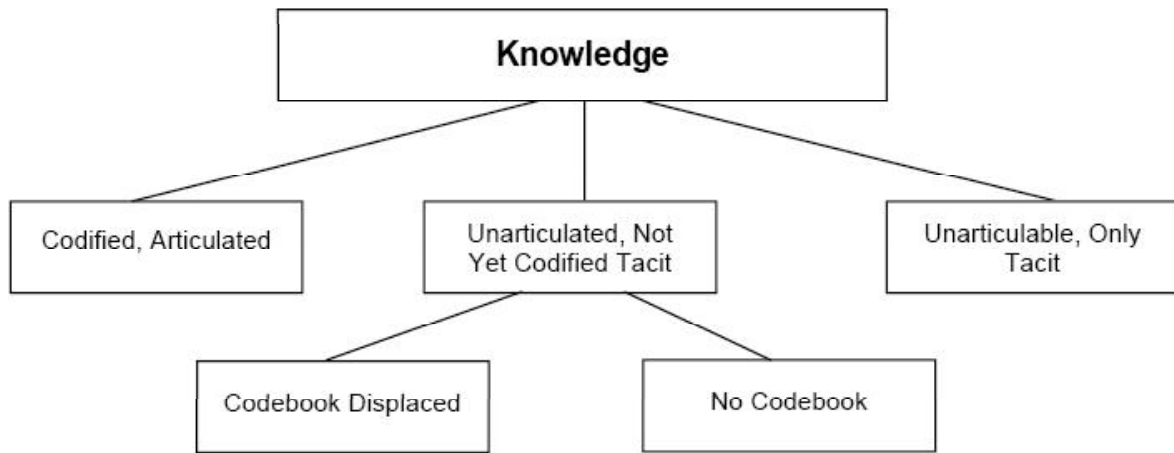 Knowledge
Codified, Articulated
Unarticulated, Not
Yet Codified Tacit
Unarticulable, Only
Tacit
Codebook Displaced
No Codebook